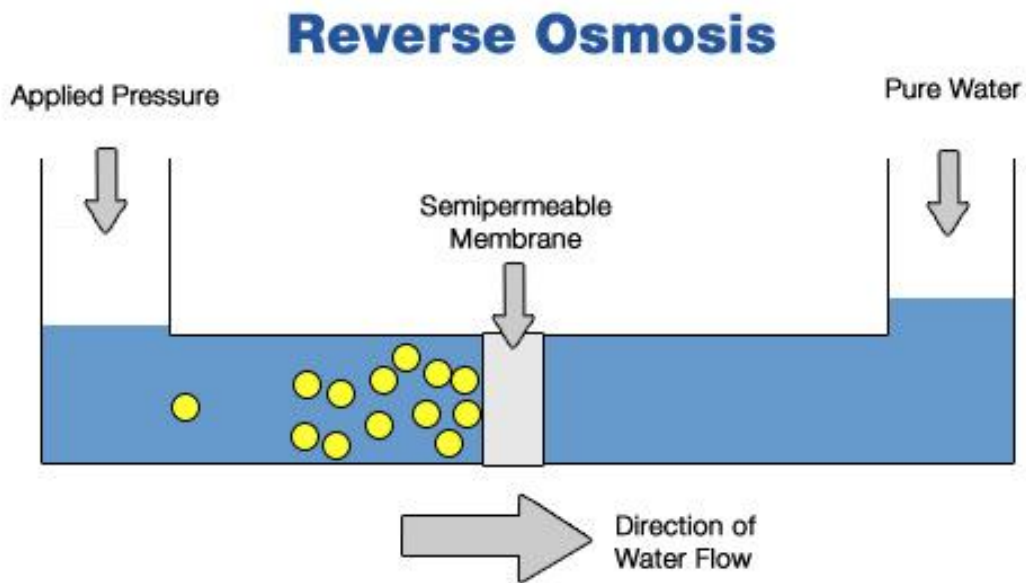 Reverse Osmosis
Applied Pressure
Pure Water
Semipermeable
Membrane
Direction of
Water Flow